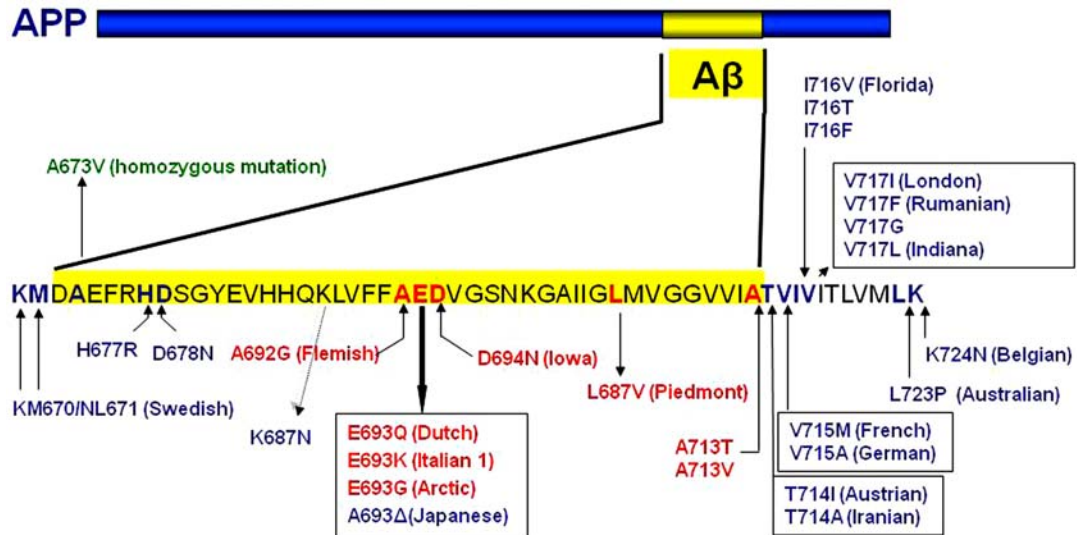 APP
Aβ
I716V (Florida)
I716T
I716F
A673V (homozygous mutation)
V717I (London)
V717F (Rumanian)
V717G
V717L (Indiana)
KMDAEFRHDSGYEVHHQKLVFFAEDVGSNKGAIIGLMVGGVVIATVIVITLVMLK
H677R
D678N
A692G (Flemish)
D694N (Iowa)
L687V (Piedmont)
K724N (Belgian)
L723P (Australian)
KM670/NL671 (Swedish)
K687N
E693Q (Dutch)
E693K (Italian 1)
E693G (Arctic)
A693Δ(Japanese)
A713T
A713V
V715M (French)
V715A (German)
T714I (Austrian)
T714A (Iranian)